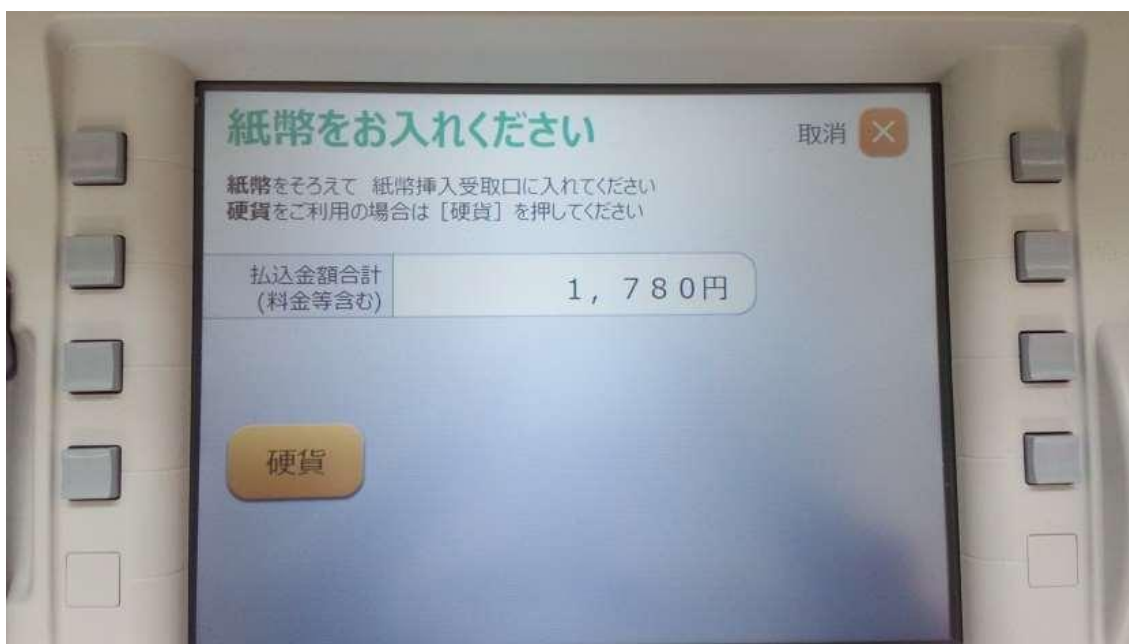 紙幣をお入れください
取消 ×
紙幣をそろえて 紙幣挿入受取口に入れてください
硬貨をご利用の場合は [硬貨] を押してください
払込金額合計
(料金等含む)
1, 780円
硬貨